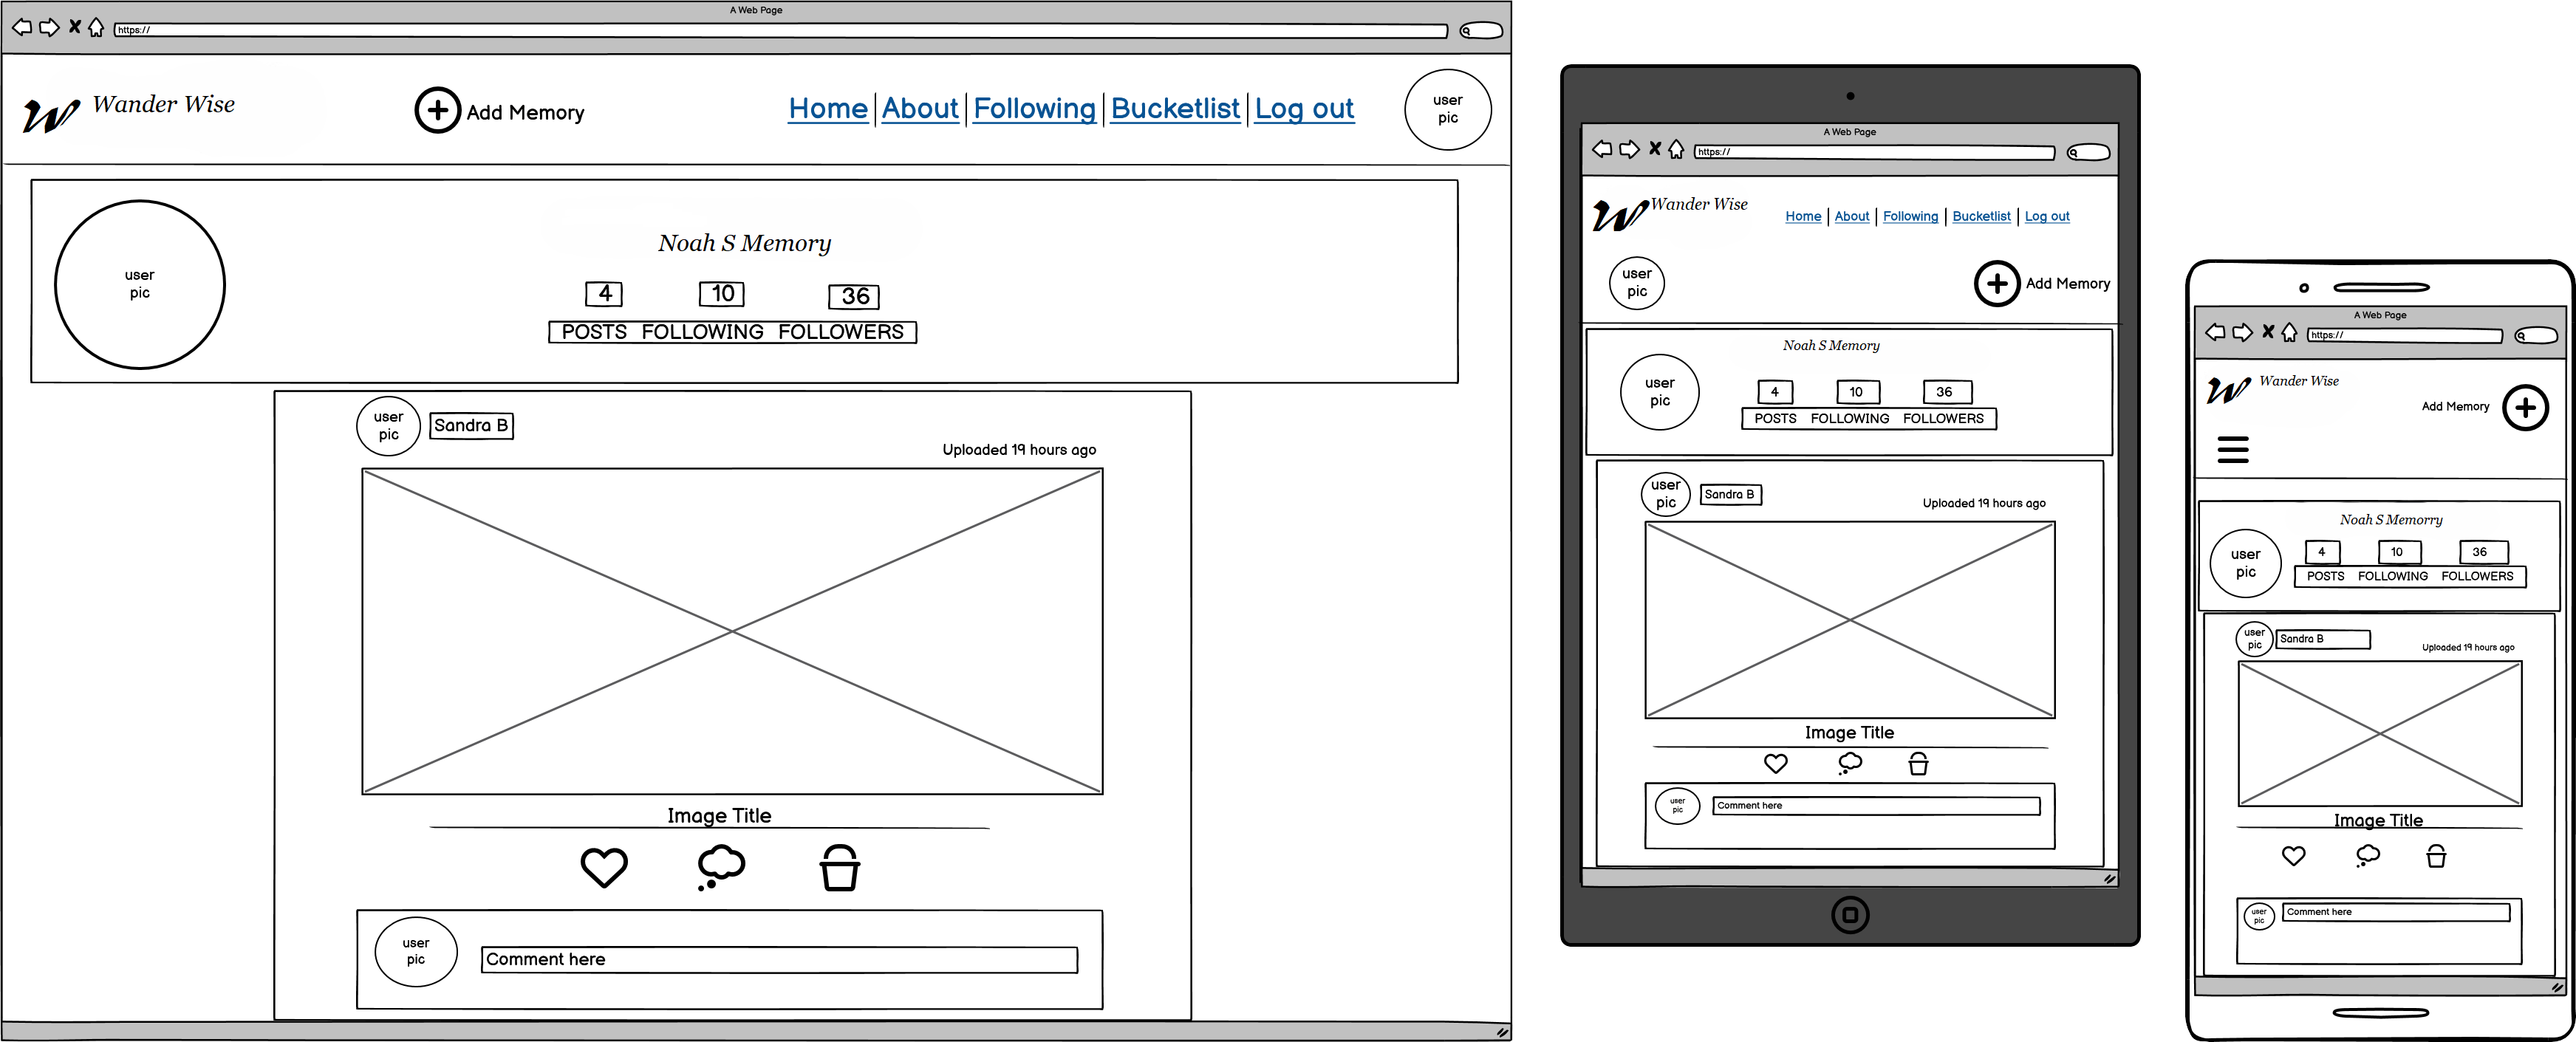 A Web Page
https://
W Wander Wise
Add Memory
Home About Following Bucketlist Log out
user
pic
user
pic
Noah S Memory
4 10 36
POSTS FOLLOWING FOLLOWERS
user
pic
Sandra B
Uploaded 19 hours ago
Image Title
user
pic
Comment here
A Web Page
https://
W Wander Wise
Home About Following Bucketlist Log out
user
pic
Add Memory
Noah S Memory
user
pic
4 10 36
POSTS FOLLOWING FOLLOWERS
user
pic
Sandra B
Uploaded 19 hours ago
Image Title
user
pic
Comment here
A Web Page
https://
W Wander Wise
Add Memory
Noah S Memorry
user
pic
4 10 36
POSTS FOLLOWING FOLLOWERS
user
pic
Sandra B
Uploaded 19 hours ago
Image Title
user
pic
Comment here